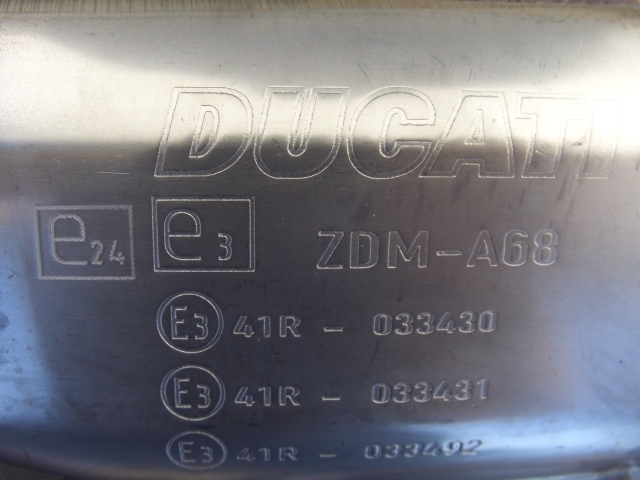 DUCATI
e24 e3 ZDM-A68
E3 41R - 033430
E3 41R - 033431
E3 41R - 033492